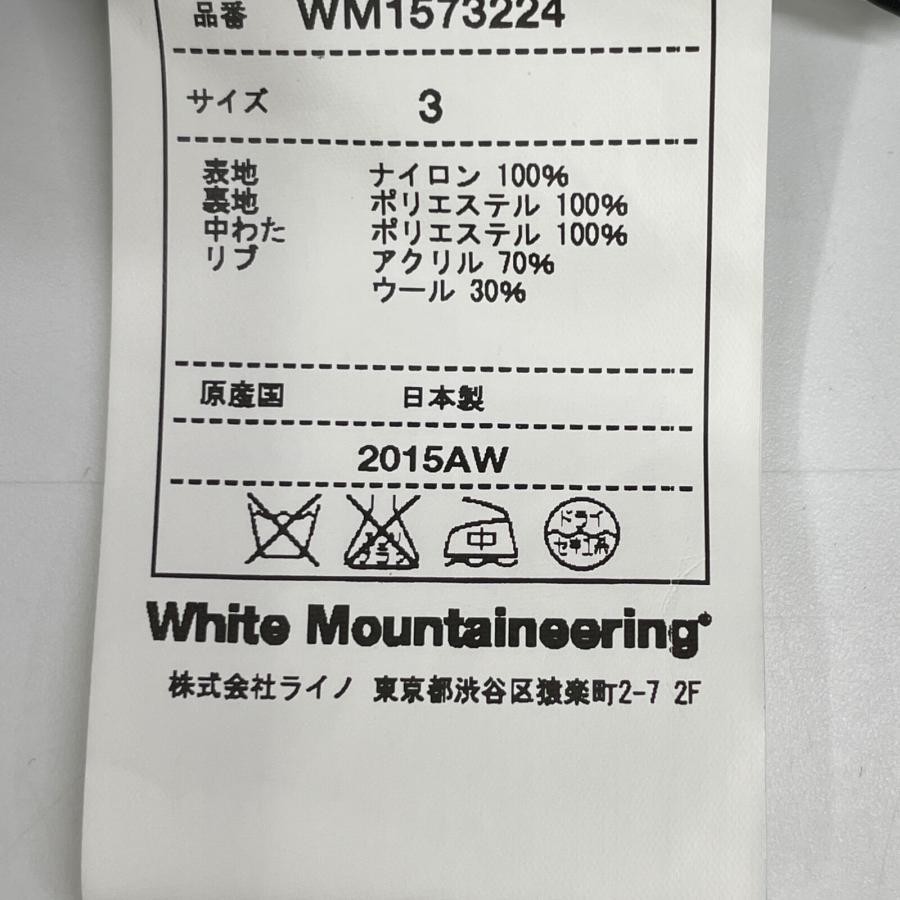 品番 WM1573224
サイズ 3
表地 ナイロン 100%
裏地 ポリエステル 100%
中わた ポリエステル 100%
リブ アクリル 70%
ウール 30%
原産国 日本製
2015AW
中 ドライ
セキユ系
White Mountaineering®
株式会社ライノ 東京都渋谷区猿楽町2-7 2F